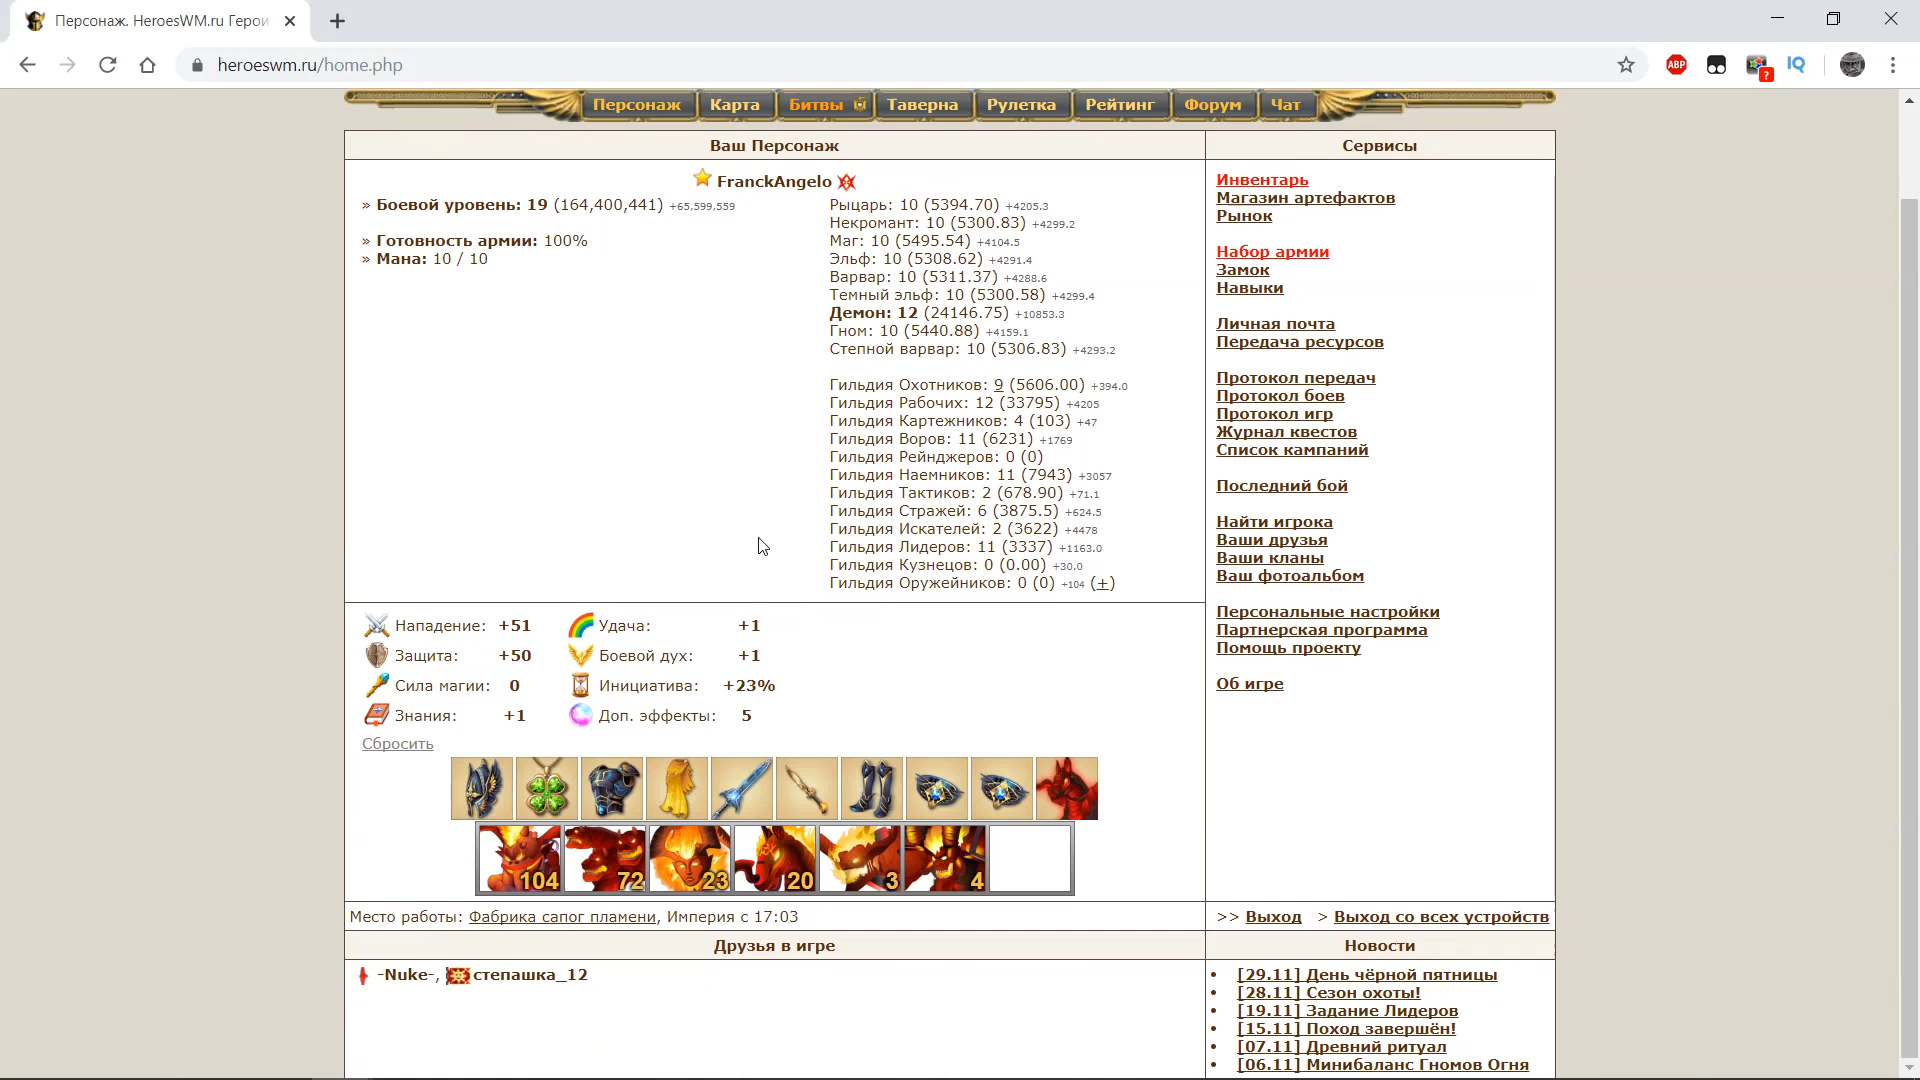 Персонаж. HeroesWM.ru Герои
heroeswm.ru/home.php
ABP
?
IQ
Персонаж Карта Битвы Таверна Рулетка Рейтинг Форум Чат
Ваш Персонаж
FranckAngelo
» Боевой уровень: 19 (164,400,441) +65,599,559
» Готовность армии: 100%
» Мана: 10 / 10
Рыцарь: 10 (5394.70) +4205.3
Некромант: 10 (5300.83) +4299.2
Маг: 10 (5495.54) +4104.5
Эльф: 10 (5308.62) +4291.4
Варвар: 10 (5311.37) +4288.6
Темный эльф: 10 (5300.58) +4299.4
Демон: 12 (24146.75) +10853.3
Гном: 10 (5440.88) +4159.1
Степной варвар: 10 (5306.83) +4293.2
Гильдия Охотников: 9 (5606.00) +394.0
Гильдия Рабочих: 12 (33795) +4205
Гильдия Картежников: 4 (103) +47
Гильдия Воров: 11 (6231) +1769
Гильдия Рейнджеров: 0 (0)
Гильдия Наемников: 11 (7943) +3057
Гильдия Тактиков: 2 (678.90) +71.1
Гильдия Стражей: 6 (3875.5) +624.5
Гильдия Искателей: 2 (3622) +4478
Гильдия Лидеров: 11 (3337) +1163.0
Гильдия Кузнецов: 0 (0.00) +30.0
Гильдия Оружейников: 0 (0) +104 (+)
Нападение: +51 Удача: +1
Защита: +50 Боевой дух: +1
Сила магии: 0 Инициатива: +23%
Знания: +1 Доп. эффекты: 5
Сбросить
104 72 23 20 3 4
Место работы: Фабрика сапог пламени, Империя с 17:03
Друзья в игре
-Nuke-, степашка_12
Сервисы
Инвентарь
Магазин артефактов
Рынок
Набор армии
Замок
Навыки
Личная почта
Передача ресурсов
Протокол передач
Протокол боев
Протокол игр
Журнал квестов
Список кампаний
Последний бой
Найти игрока
Ваши друзья
Ваши кланы
Ваш фотоальбом
Персональные настройки
Партнерская программа
Помощь проекту
Об игре
>> Выход > Выход со всех устройств
Новости
• [29.11] День чёрной пятницы
• [28.11] Сезон охоты!
• [19.11] Задание Лидеров
• [15.11] Поход завершён!
• [07.11] Древний ритуал
• [06.11] Минибаланс Гномов Огня